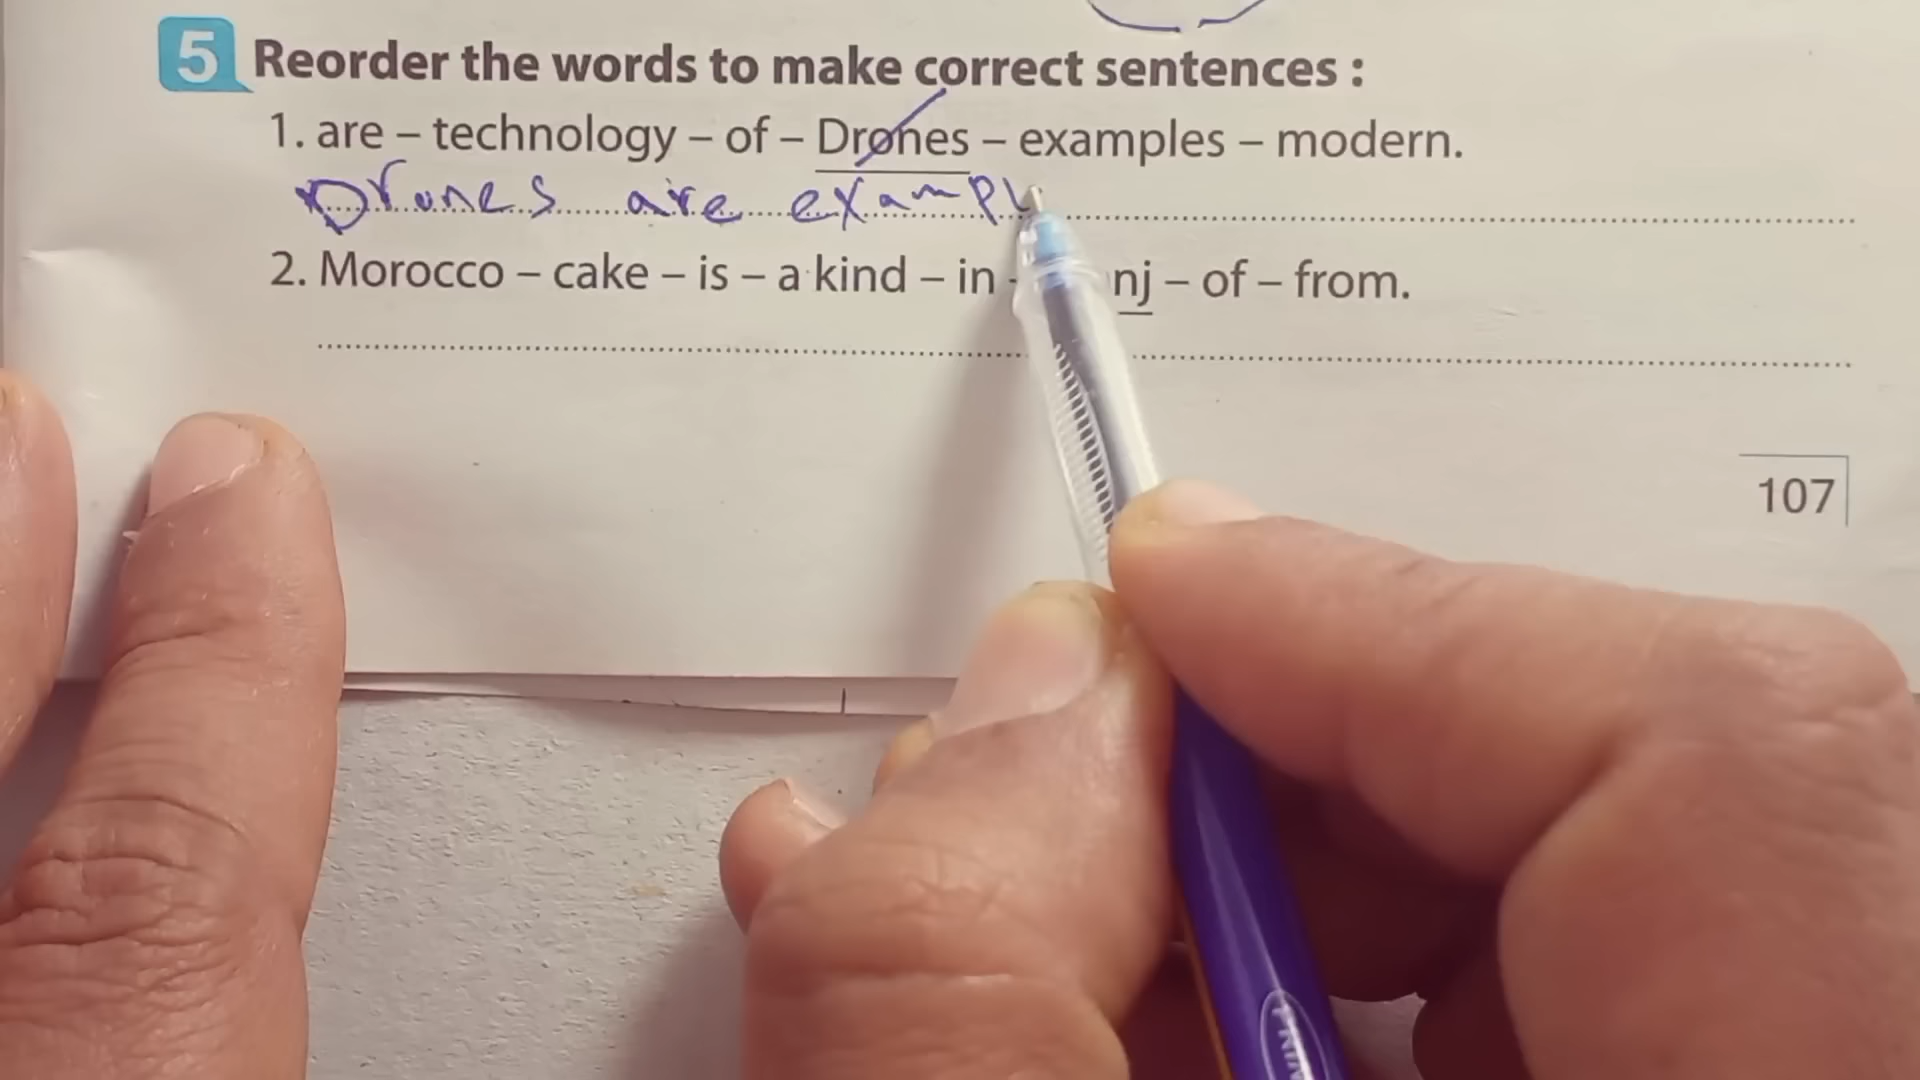 5 Reorder the words to make correct sentences :
1. are – technology – of – Drones – examples – modern.
Drones are exampl
2. Morocco – cake – is – a kind – in – nj – of – from.
107